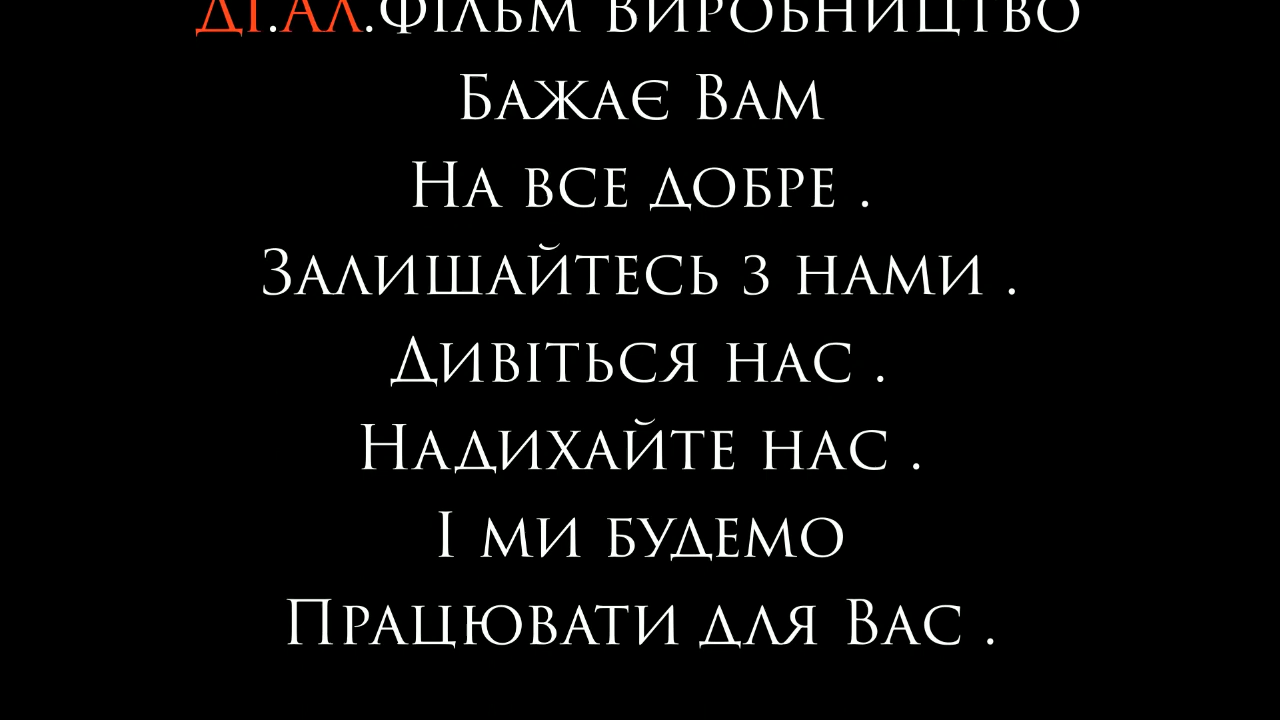 ДІ.АЛ.ФІЛЬМ ВИРОБНИЦТВО
БАЖАЄ ВАМ
НА ВСЕ ДОБРЕ .
ЗАЛИШАЙТЕСЬ З НАМИ .
ДИВІТЬСЯ НАС .
НАДИХАЙТЕ НАС .
І МИ БУДЕМО
ПРАЦЮВАТИ ДЛЯ ВАС .